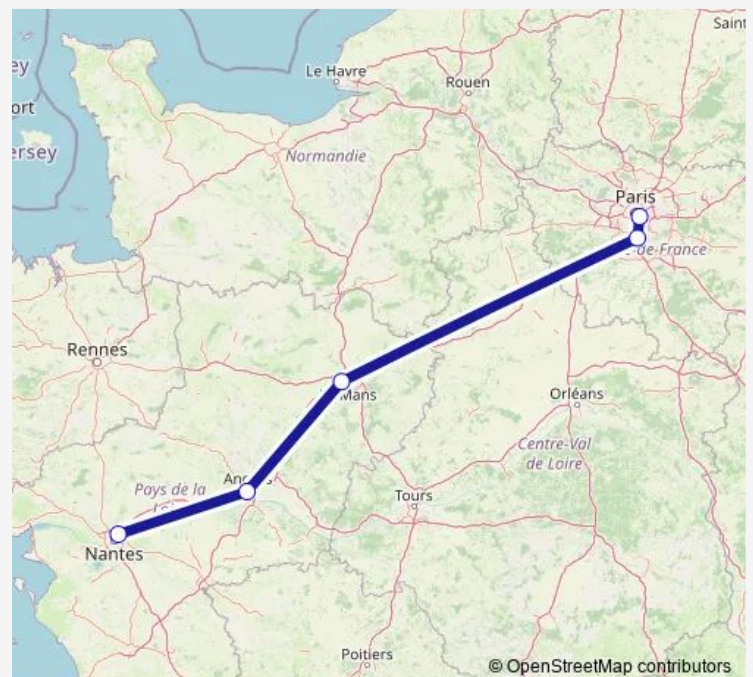 Saint
Le Havre
Rouen
ey
ort
Normandie
ersey
Paris
-de-France
Rennes
Mans
Orléans
Centre-Val
de Loire
Pays de la
Tours
Nantes
Poitiers
© OpenStreetMap contributors